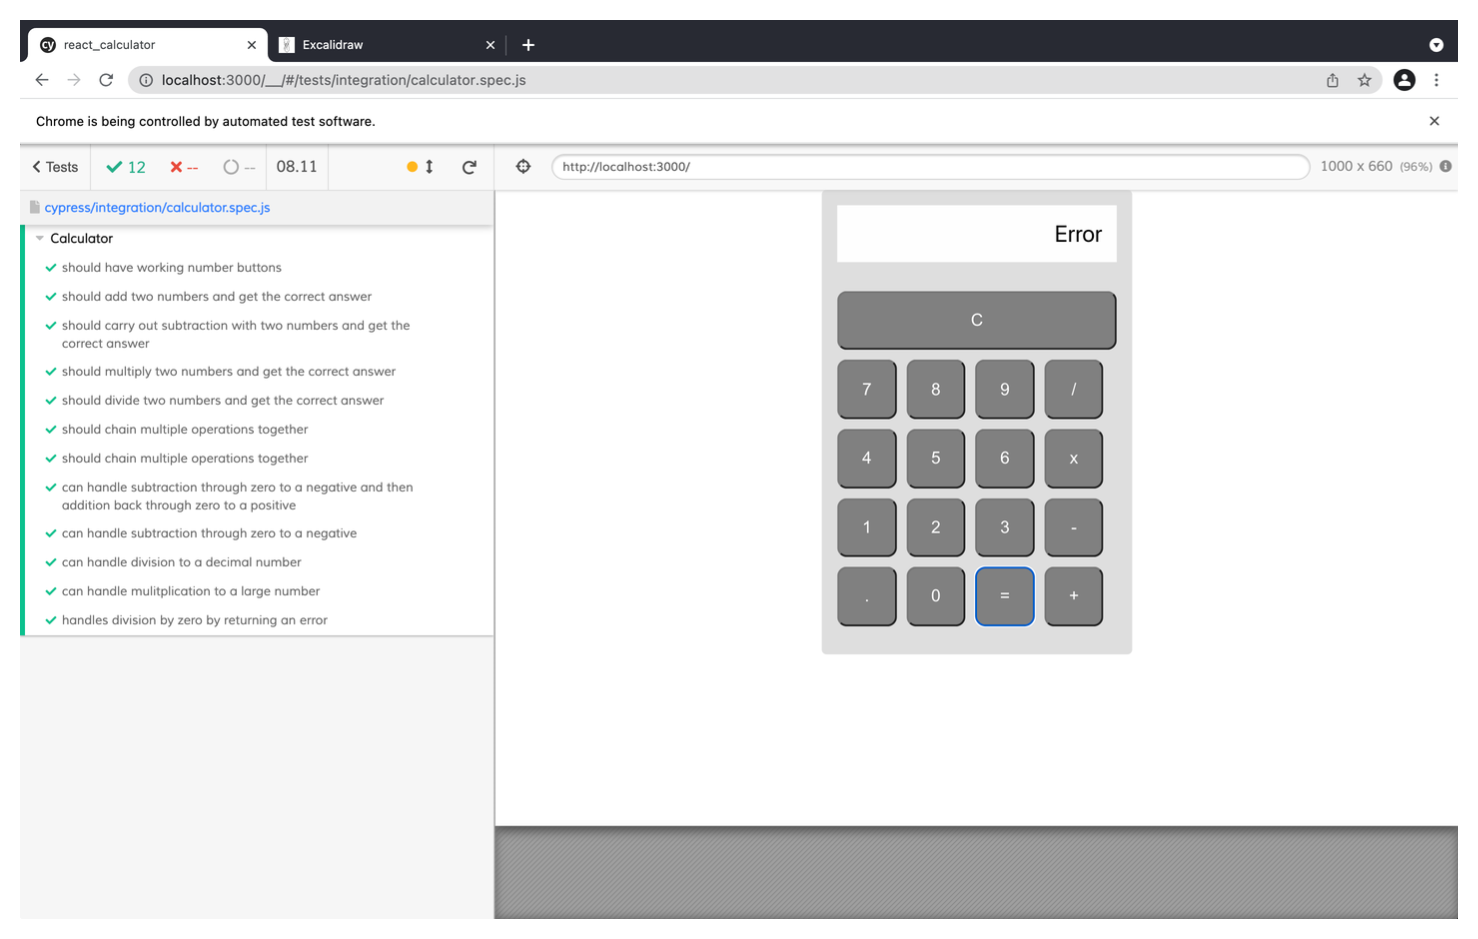 react_calculator
Excalidraw
localhost:3000/__/#/tests/integration/calculator.spec.js
Chrome is being controlled by automated test software.
Tests 12 -- -- 08.11
http://localhost:3000/ 1000 x 660 (96%)
cypress/integration/calculator.spec.js
Calculator
should have working number buttons
should add two numbers and get the correct answer
should carry out subtraction with two numbers and get the
correct answer
should multiply two numbers and get the correct answer
should divide two numbers and get the correct answer
should chain multiple operations together
should chain multiple operations together
can handle subtraction through zero to a negative and then
addition back through zero to a positive
can handle subtraction through zero to a negative
can handle division to a decimal number
can handle mulitplication to a large number
handles division by zero by returning an error
Error
C
7 8 9 /
4 5 6 x
1 2 3 -
. 0 = +